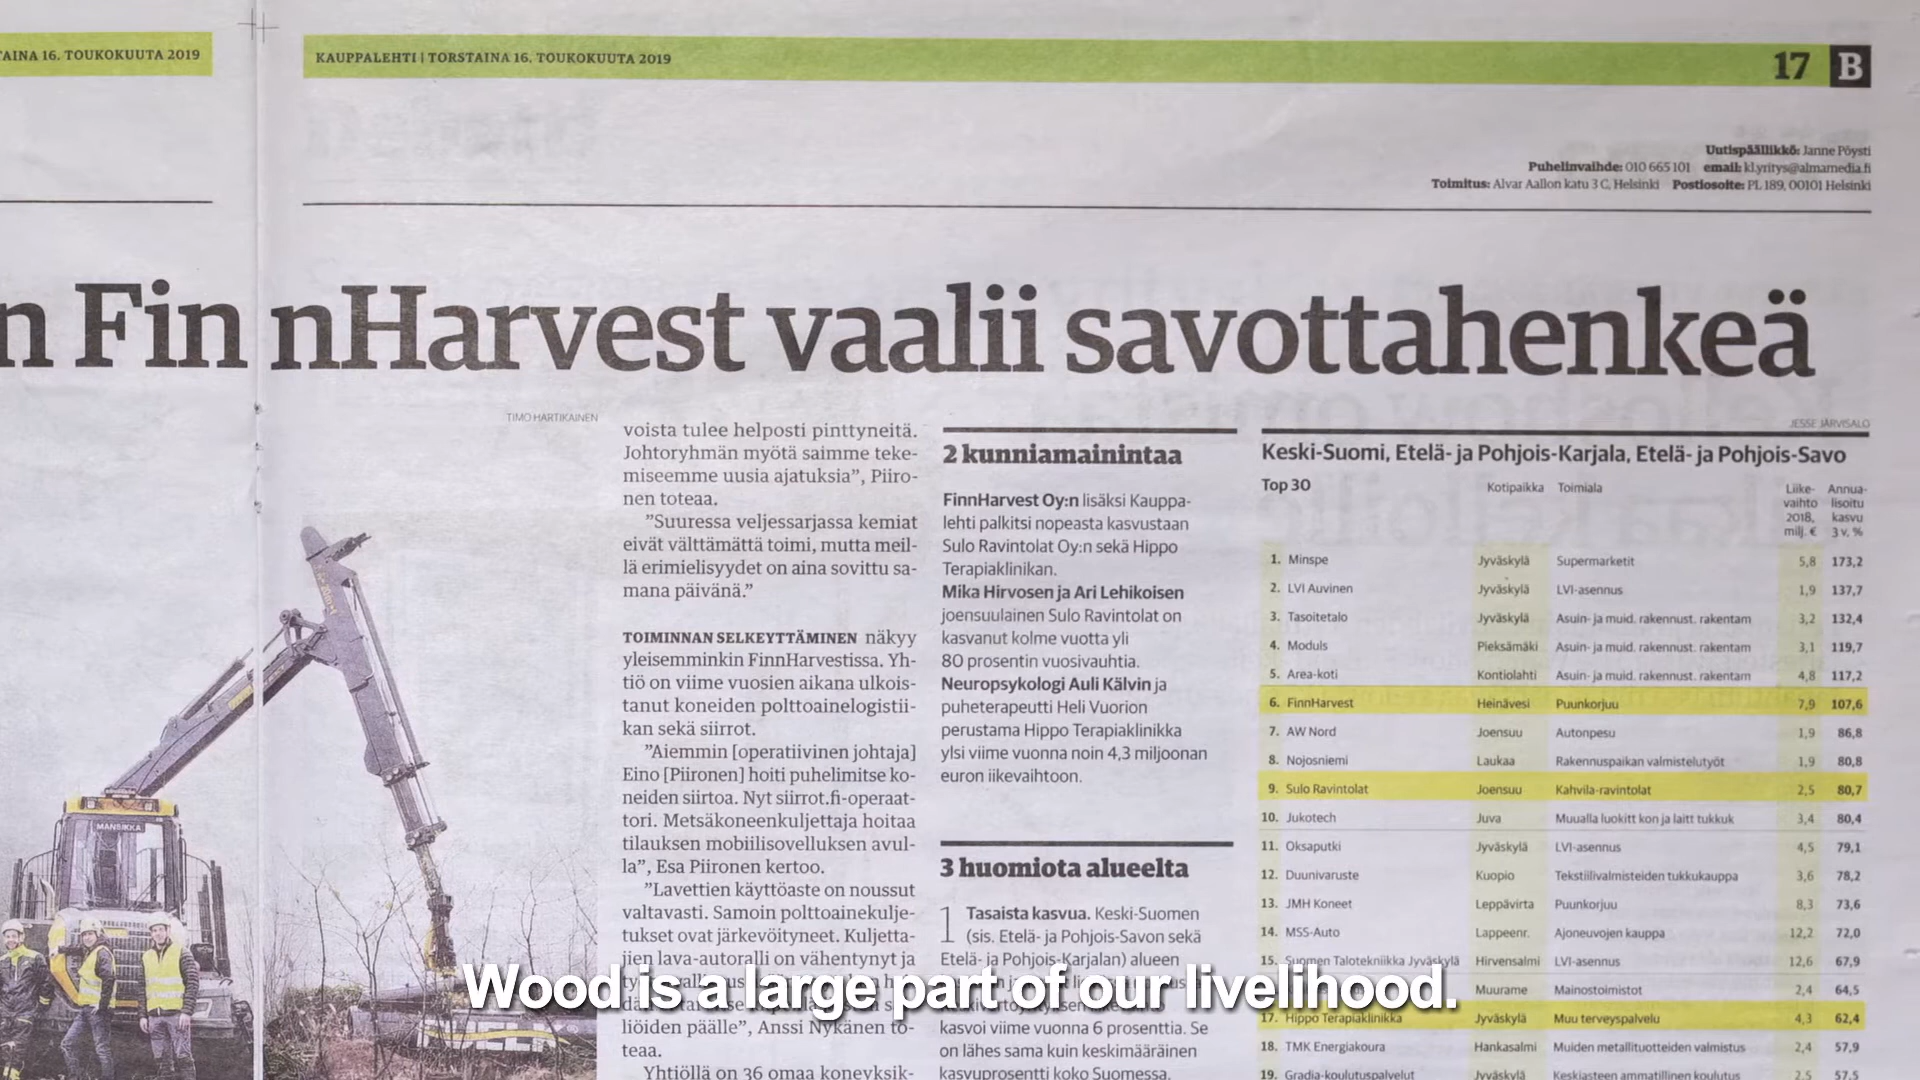 TAINA 16. TOUKOKUUTA 2019
KAUPPALEHTI | TORSTAINA 16. TOUKOKUUTA 2019
17 B
Uutispäällikkö: Janne Pöysti
Puhelinvaihde: 010 665 101 email: kl.yritys@almamedia.fi
Toimitus: Alvar Aallon katu 3 C, Helsinki Postiosoite: PL 189, 00101 Helsinki
n FinnHarvest vaalii savottahenkeä
TIMO HARTIKAINEN
voista tulee helposti pinttyneitä.
Johtoryhmän myötä saimme teke-
miseemme uusia ajatuksia”, Piiro-
nen toteaa.
”Suuressa veljessarjassa kemiat
eivät välttämättä toimi, mutta meil-
lä erimielisyydet on aina sovittu sa-
mana päivänä.”
TOIMINNAN SELKEYTTÄMINEN näkyy
yleisemminkin FinnHarvestissa. Yh-
tiö on viime vuosien aikana ulkois-
tanut koneiden polttoainelogistii-
kan sekä siirrot.
”Aiemmin [operatiivinen johtaja]
Eino [Piironen] hoiti puhelimitse ko-
neiden siirtoa. Nyt siirrot.fi-operaat-
tori. Metsäkoneenkuljettaja hoitaa
tilauksen mobiilisovelluksen avul-
la”, Esa Piironen kertoo.
”Lavettien käyttöaste on noussut
valtavasti. Samoin polttoainekulje-
tukset ovat järkevöityneet. Kuljetta-
jien lava-autoralli on vähentynyt ja
liöiden päälle”, Anssi Nykänen to-
teaa.
Yhtiöllä on 36 omaa konevksik-
2 kunniamainintaa
FinnHarvest Oy:n lisäksi Kauppa-
lehti palkitsi nopeasta kasvustaan
Sulo Ravintolat Oy:n sekä Hippo
Terapiaklinikan.
Mika Hirvosen ja Ari Lehikoisen
joensuulainen Sulo Ravintolat on
kasvanut kolme vuotta yli
80 prosentin vuosivauhtia.
Neuropsykologi Auli Kälvin ja
puheterapeutti Heli Vuorion
perustama Hippo Terapiaklinikka
ylsi viime vuonna noin 4,3 miljoonan
euron iikevaihtoon.
3 huomiota alueelta
1 Tasaista kasvua. Keski-Suomen
(sis. Etelä- ja Pohjois-Savon sekä
Etelä- ja Pohjois-Karjalan) alueen
kasvoi viime vuonna 6 prosenttia. Se
on lähes sama kuin keskimääräinen
kasvuprosentti koko Suomessa.
JESSE JÄRVISALO
Keski-Suomi, Etelä- ja Pohjois-Karjala, Etelä- ja Pohjois-Savo
Top 30 Kotipaikka Toimiala Liike-vaihto 2018, milj. € Annua-lisoitu kasvu 3 v. %
1. Minspe Jyväskylä Supermarketit 5,8 173,2
2. LVI Auvinen Jyväskylä LVI-asennus 1,9 137,7
3. Tasoitetalo Jyväskylä Asuin- ja muid. rakennust. rakentam 3,2 132,4
4. Moduls Pieksämäki Asuin- ja muid. rakennust. rakentam 3,1 119,7
5. Area-koti Kontiolahti Asuin- ja muid. rakennust. rakentam 4,8 117,2
6. FinnHarvest Heinävesi Puunkorjuu 7,9 107,6
7. AW Nord Joensuu Autonpesu 1,9 86,8
8. Nojosniemi Laukaa Rakennuspaikan valmistelutyöt 1,9 80,8
9. Sulo Ravintolat Joensuu Kahvila-ravintolat 2,5 80,7
10. Jukotech Juva Muualla luokitt kon ja laitt tukkuk 3,4 80,4
11. Oksaputki Jyväskylä LVI-asennus 4,5 79,1
12. Duunivaruste Kuopio Tekstiilivalmisteiden tukkukauppa 3,6 78,2
13. JMH Koneet Leppävirta Puunkorjuu 8,3 73,6
14. MSS-Auto Lappeenr. Ajoneuvojen kauppa 12,2 72,0
15. Suomen Talotekniikka Jyväskylä Hirvensalmi LVI-asennus 12,6 67,9
Muurame Mainostoimistot 2,4 64,5
17. Hippo Terapiaklinikka Jyväskylä Muu terveyspalvelu 4,3 62,4
18. TMK Energiakoura Hankasalmi Muiden metallituotteiden valmistus 2,4 57,9
19. Gradia-koulutuspalvelut Jyväskylä Keskiasteen ammatillinen koulutus 2,5 57,5
MANSIKKA
Wood is a large part of our livelihood.